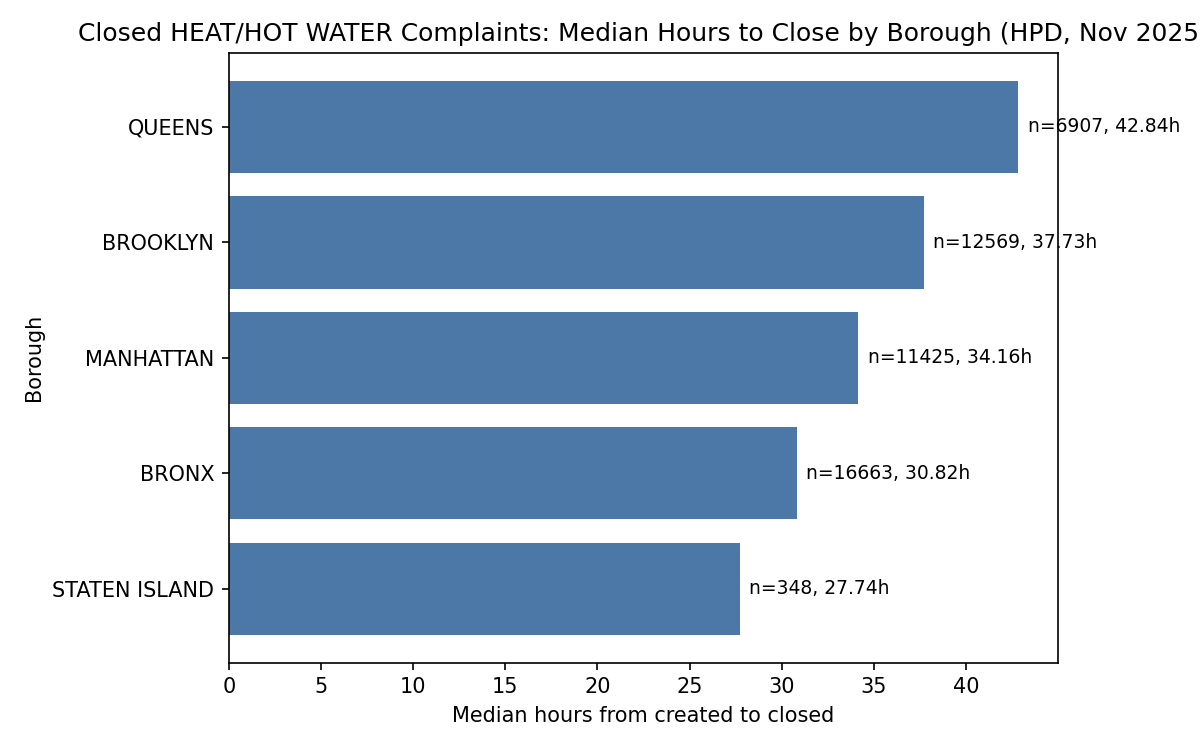 Closed HEAT/HOT WATER Complaints: Median Hours to Close by Borough (HPD, Nov 2025
QUEENS
n=6907, 42.84h
BROOKLYN
n=12569, 37.73h
MANHATTAN
n=11425, 34.16h
BRONX
n=16663, 30.82h
STATEN ISLAND
n=348, 27.74h
Borough
0 5 10 15 20 25 30 35 40
Median hours from created to closed